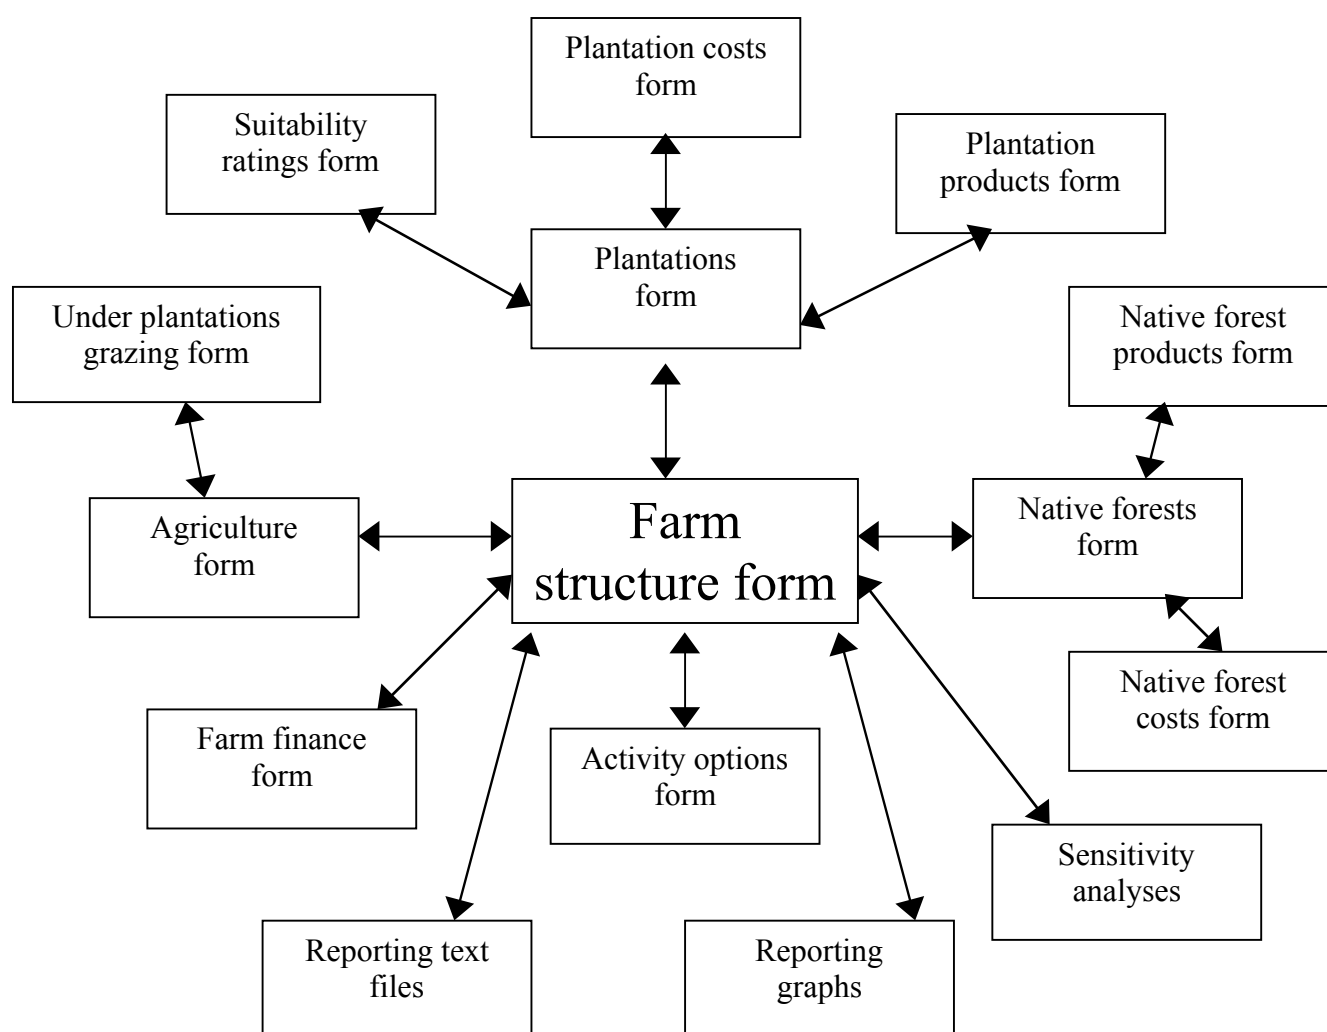 Plantation costs
form
Suitability
ratings form
Plantation
products form
Plantations
form
Under plantations
grazing form
Native forest
products form
Agriculture
form
Farm
structure form
Native forests
form
Native forest
costs form
Farm finance
form
Activity options
form
Sensitivity
analyses
Reporting text
files
Reporting
graphs